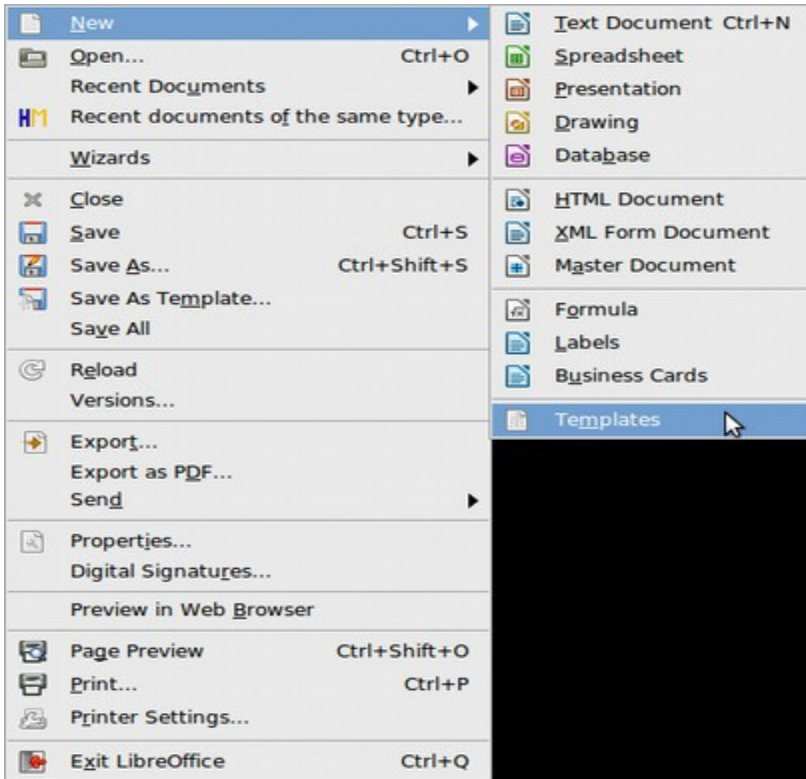 New
Open... Ctrl+O
Recent Documents
HM Recent documents of the same type...
Wizards
Close
Save Ctrl+S
Save As... Ctrl+Shift+S
Save As Template...
Save All
Reload
Versions...
Export...
Export as PDF...
Send
Properties...
Digital Signatures...
Preview in Web Browser
Page Preview Ctrl+Shift+O
Print... Ctrl+P
Printer Settings...
Exit LibreOffice Ctrl+Q
Text Document Ctrl+N
Spreadsheet
Presentation
Drawing
Database
HTML Document
XML Form Document
Master Document
Formula
Labels
Business Cards
Templates